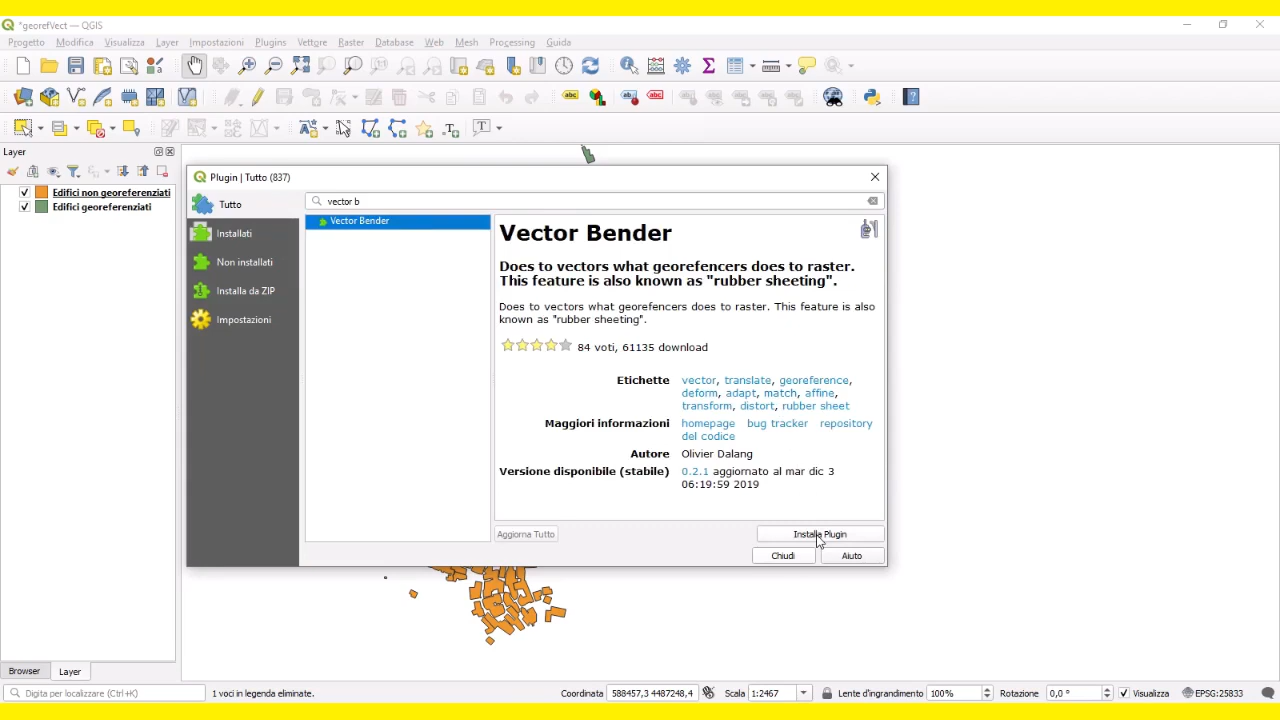 *georefVect — QGIS
Progetto Modifica Visualizza Layer Impostazioni Plugins Vettore Raster Database Web Mesh Processing Guida
Layer
Edifici non georeferenziati
Edifici georeferenziati
Plugin | Tutto (837)
Tutto
Installati
Non installati
Installa da ZIP
Impostazioni
vector b
Vector Bender
Vector Bender
Does to vectors what georefencers does to raster.
This feature is also known as "rubber sheeting".
Does to vectors what georefencers does to raster. This feature is also
known as "rubber sheeting".
84 voti, 61135 download
Etichette vector, translate, georeference,
deform, adapt, match, affine,
transform, distort, rubber sheet
Maggiori informazioni homepage bug tracker repository
del codice
Autore Olivier Dalang
Versione disponibile (stabile) 0.2.1 aggiornato al mar dic 3
06:19:59 2019
Aggiorna Tutto Installa Plugin
Chiudi Aiuto
Browser Layer
Digita per localizzare (Ctrl+K) 1 voci in legenda eliminate. Coordinata 588457,3 4487248,4 Scala 1:2467 Lente d'ingrandimento 100% Rotazione 0,0 ° Visualizza EPSG:25833